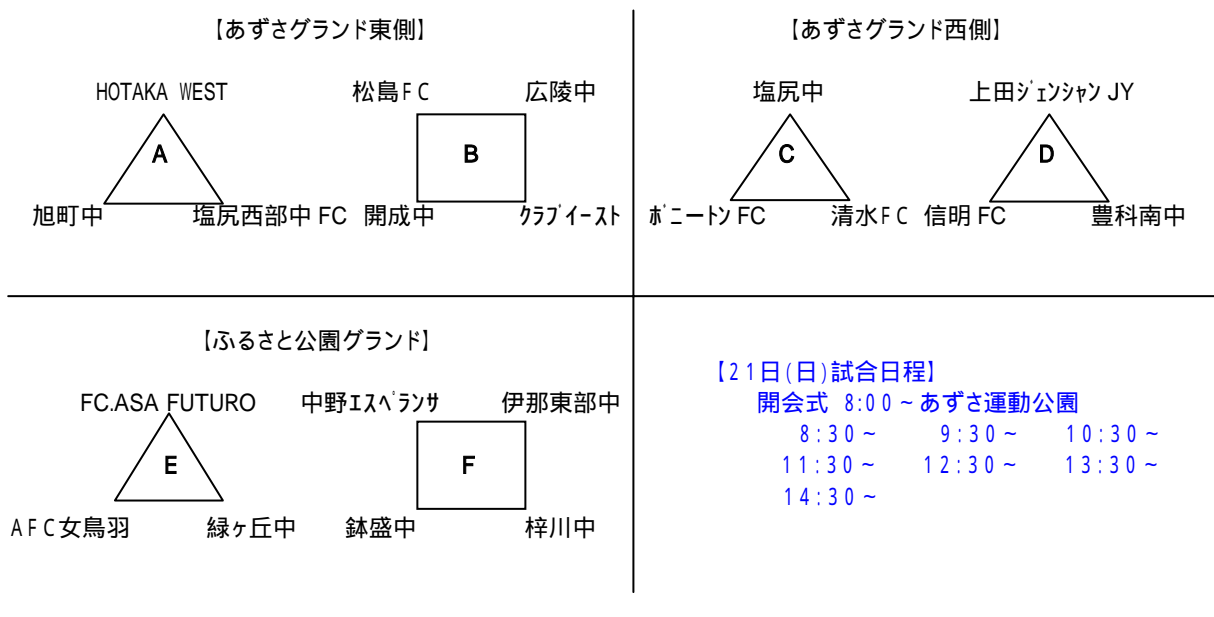 【あずさグランド東側】
HOTAKA WEST 松島FC 広陵中
A B
旭町中 塩尻西部中 FC 開成中 ｸﾗﾌﾞｲｰｽﾄ
【あずさグランド西側】
塩尻中 上田ｼﾞｪﾝｼｬﾝ JY
C D
ﾎﾞﾆｰﾄﾝ FC 清水FC 信明 FC 豊科南中
【ふるさと公園グランド】
FC.ASA FUTURO 中野ｴｽﾍﾟﾗﾝｻ 伊那東部中
E F
AFC女鳥羽 緑ヶ丘中 鉢盛中 梓川中
【21日(日)試合日程】
開会式 8:00~あずさ運動公園
8:30~ 9:30~ 10:30~
11:30~ 12:30~ 13:30~
14:30~